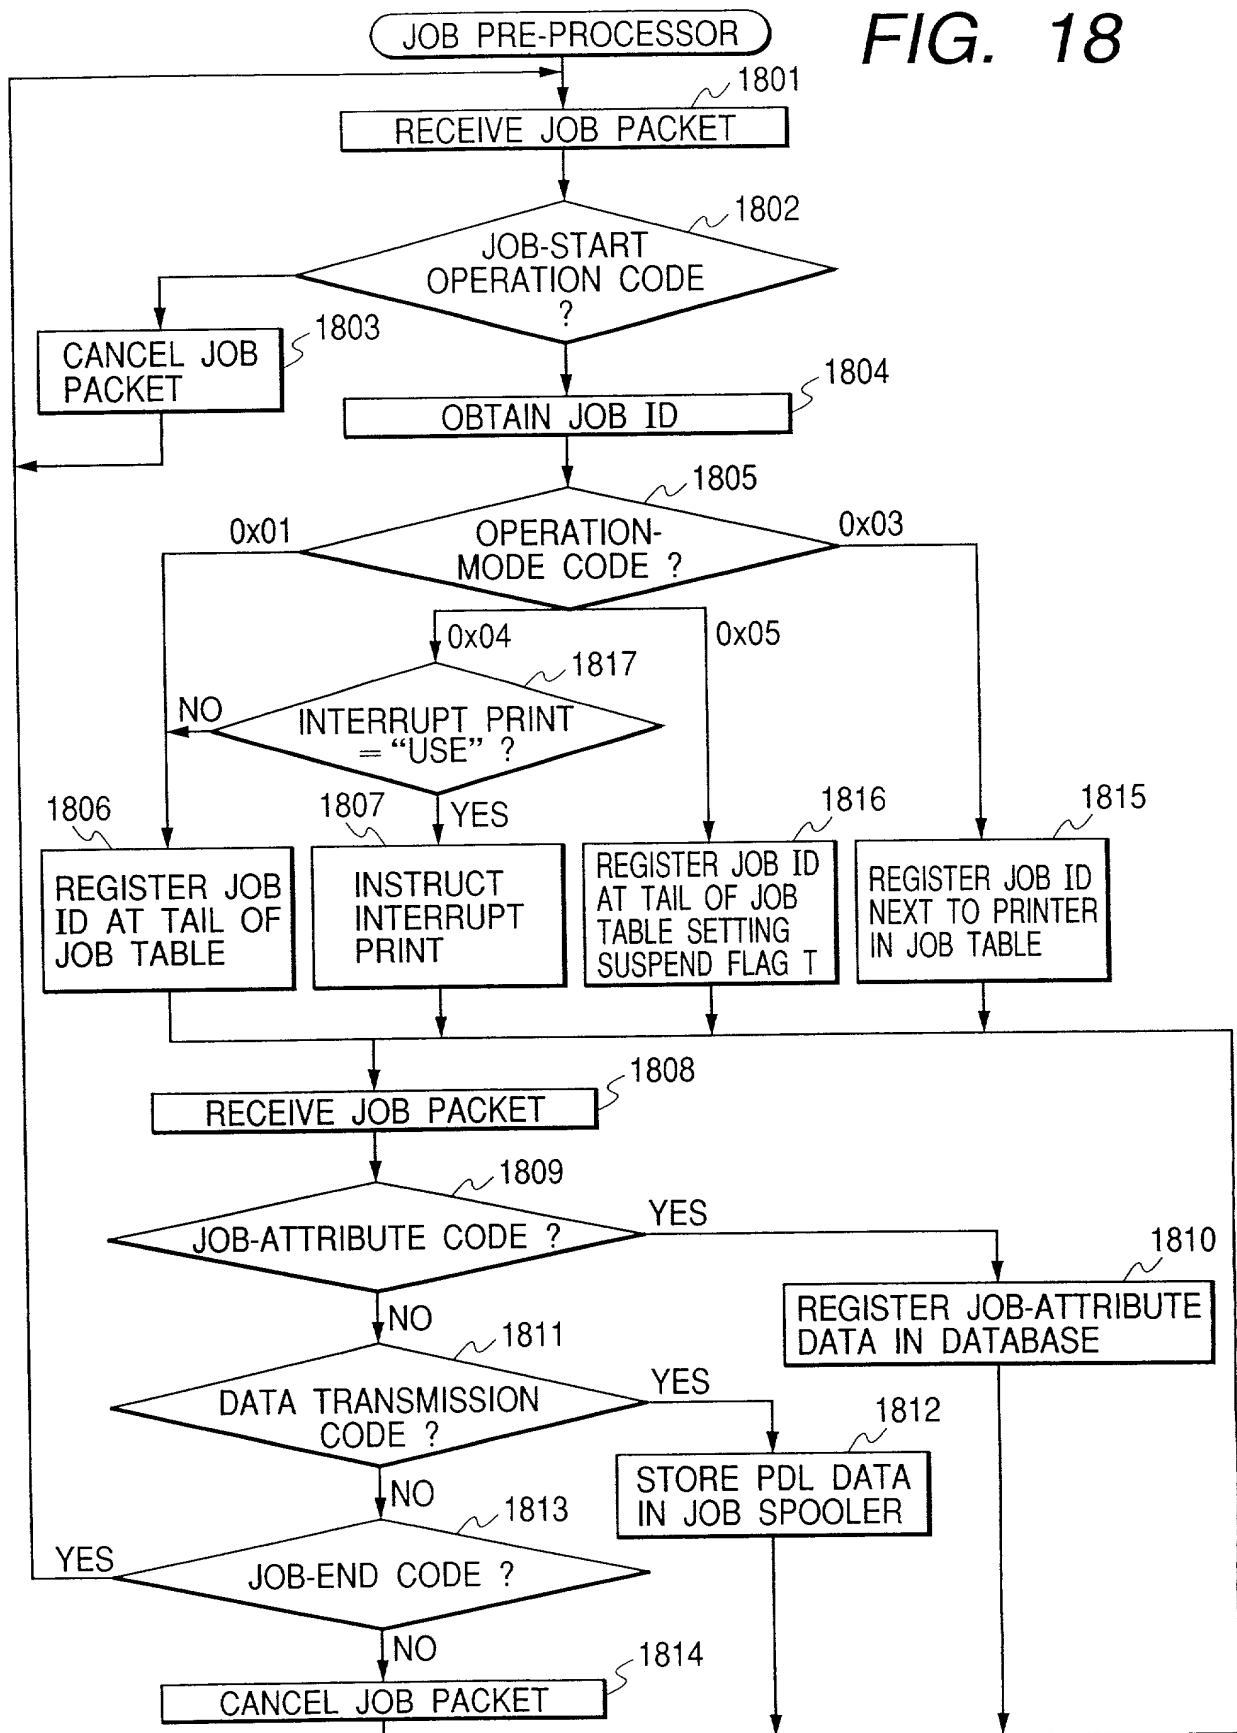 JOB PRE-PROCESSOR
FIG. 18
1801
RECEIVE JOB PACKET
1802
JOB-START
OPERATION CODE
?
1803
CANCEL JOB
PACKET
1804
OBTAIN JOB ID
1805
0x01
OPERATION-
MODE CODE ?
0x03
0x04
0x05
1817
NO
INTERRUPT PRINT
= “USE” ?
YES
1806
REGISTER JOB
ID AT TAIL OF
JOB TABLE
1807
INSTRUCT
INTERRUPT
PRINT
1816
REGISTER JOB ID
AT TAIL OF JOB
TABLE SETTING
SUSPEND FLAG T
1815
REGISTER JOB ID
NEXT TO PRINTER
IN JOB TABLE
1808
RECEIVE JOB PACKET
1809
JOB-ATTRIBUTE CODE ?
YES
1810
REGISTER JOB-ATTRIBUTE
DATA IN DATABASE
NO
1811
DATA TRANSMISSION
CODE ?
YES
1812
STORE PDL DATA
IN JOB SPOOLER
NO
1813
YES
JOB-END CODE ?
NO
1814
CANCEL JOB PACKET